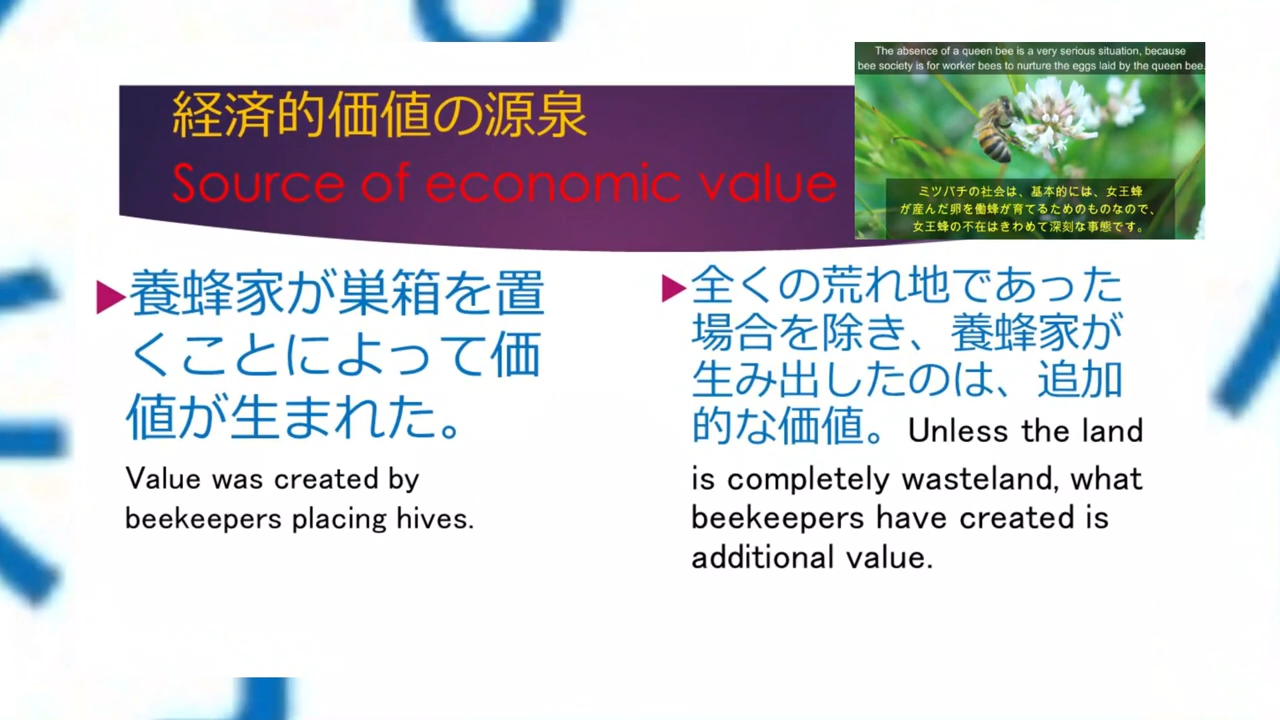 経済的価値の源泉
Source of economic value
The absence of a queen bee is a very serious situation, because
bee society is for worker bees to nurture the eggs laid by the queen bee.
ミツバチの社会は、基本的には、女王蜂
が産んだ卵を働蜂が育てるためのものなので、
女王蜂の不在はきわめて深刻な事態です。
養蜂家が巣箱を置
くことによって価
値が生まれた。
Value was created by
beekeepers placing hives.
全くの荒れ地であった
場合を除き、養蜂家が
生み出したのは、追加
的な価値。Unless the land
is completely wasteland, what
beekeepers have created is
additional value.